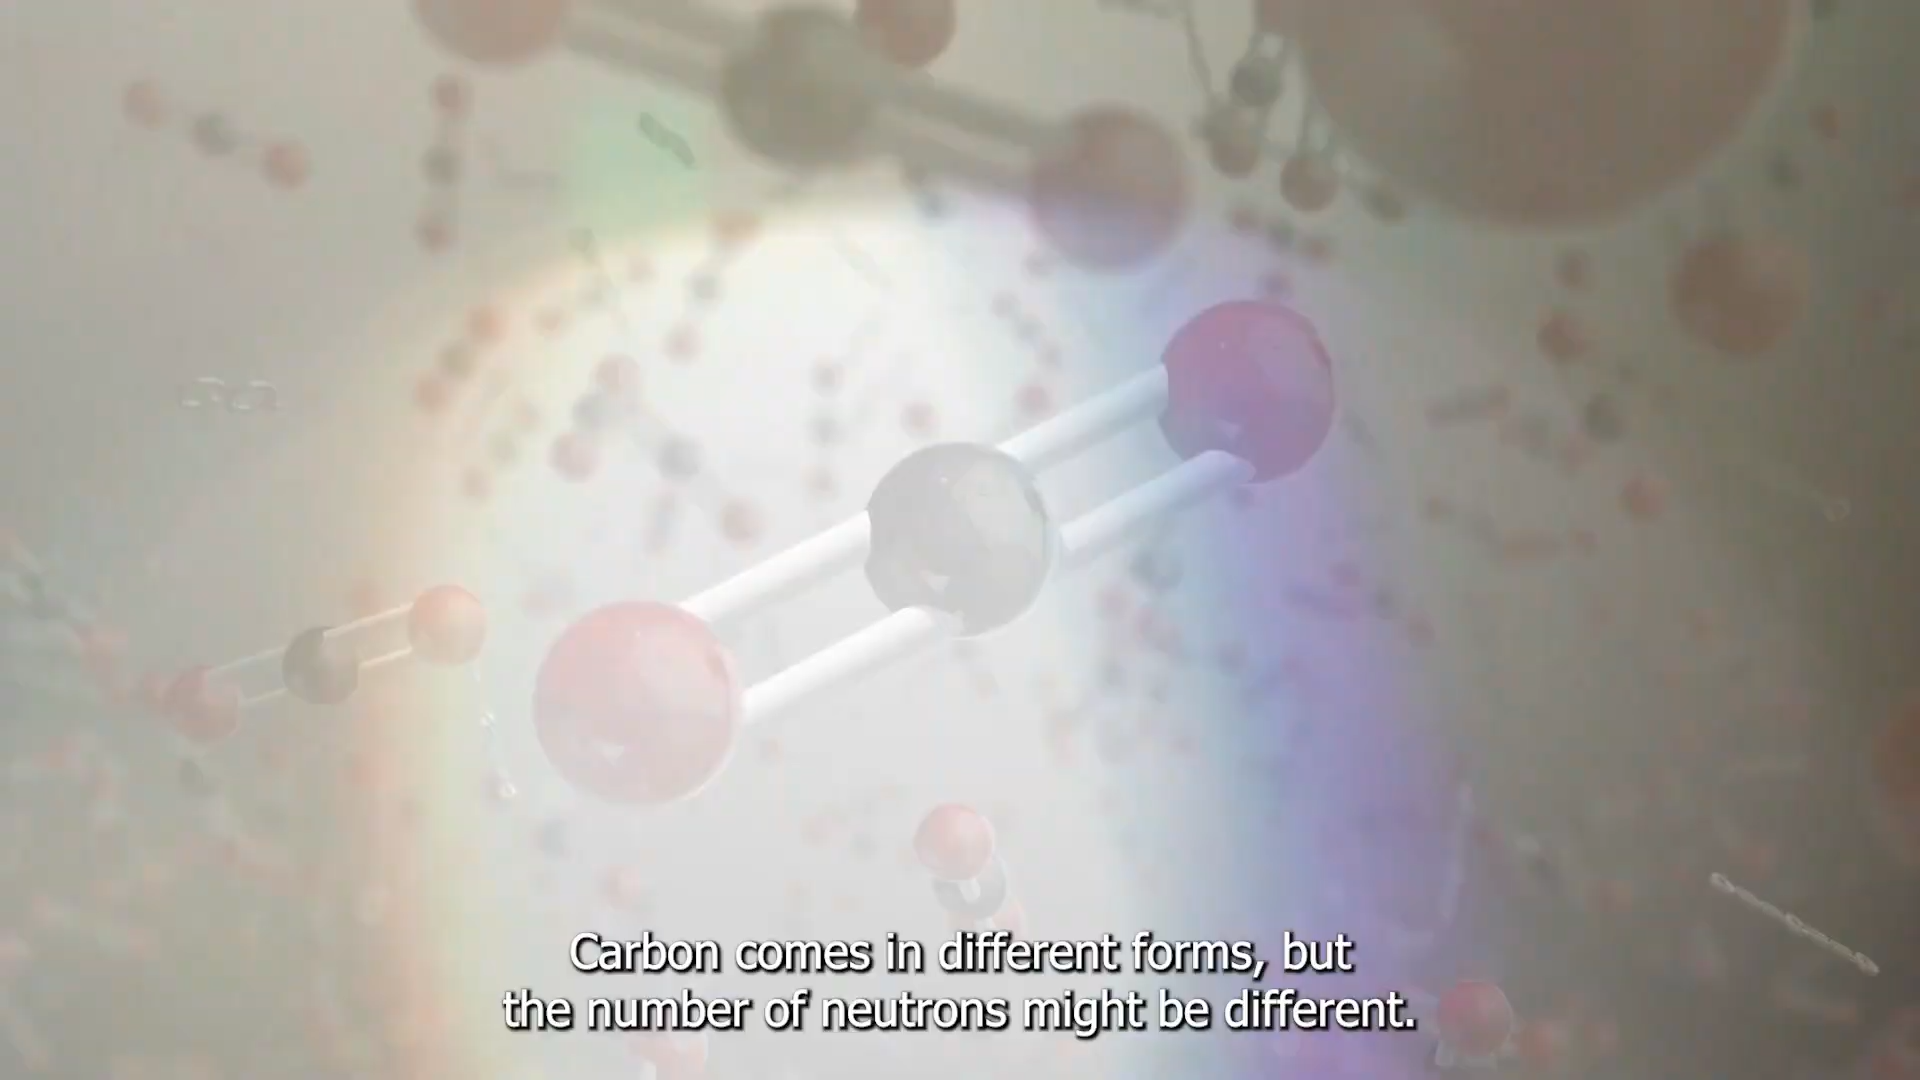 Carbon comes in different forms, but
the number of neutrons might be different.